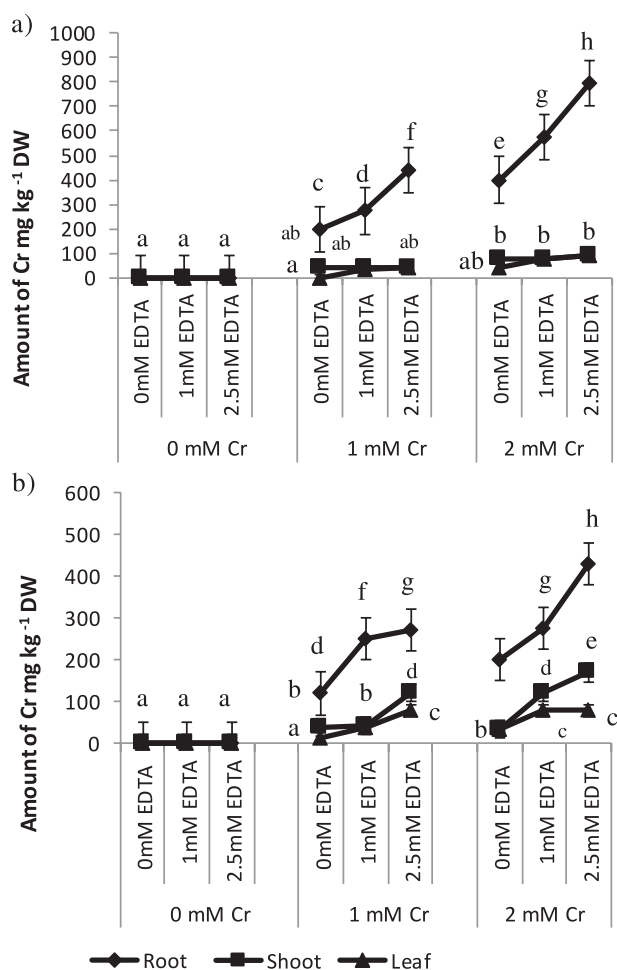 a)
Amount of Cr mg kg⁻¹ DW
1000
900
800
700
600
500
400
300
200
100
0
a a a
c d f
ab ab ab
a
e g h
b b b
ab
0mM EDTA
1mM EDTA
2.5mM EDTA
0mM EDTA
1mM EDTA
2.5mM EDTA
0mM EDTA
1mM EDTA
2.5mM EDTA
0 mM Cr
1 mM Cr
2 mM Cr
b)
Amount of Cr mg kg⁻¹ DW
600
500
400
300
200
100
0
a a a
d f g
b b d
a c
g h
d e
b c c
0mM EDTA
1mM EDTA
2.5mM EDTA
0mM EDTA
1mM EDTA
2.5mM EDTA
0mM EDTA
1mM EDTA
2.5mM EDTA
0 mM Cr
1 mM Cr
2 mM Cr
Root
Shoot
Leaf